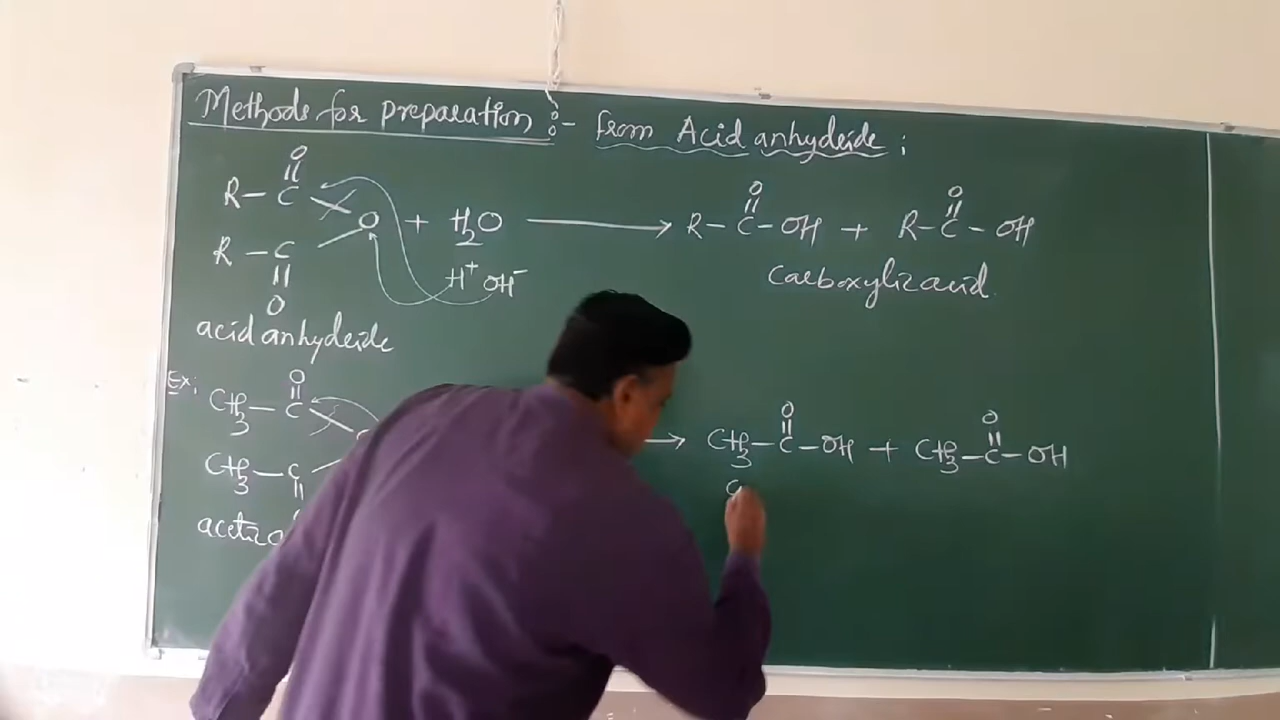 Methods for preparation :- from Acid anhydride :
O
||
R - C
O + H2O ⟶ R - C - OH + R - C - OH
O || O ||
R - C
||
O
H+ OH-
Carboxylic acid
acid anhydride
Ex:
O
||
CH3 - C
CH3 - C
||
⟶ CH3 - C - OH + CH3 - C - OH
O || O ||